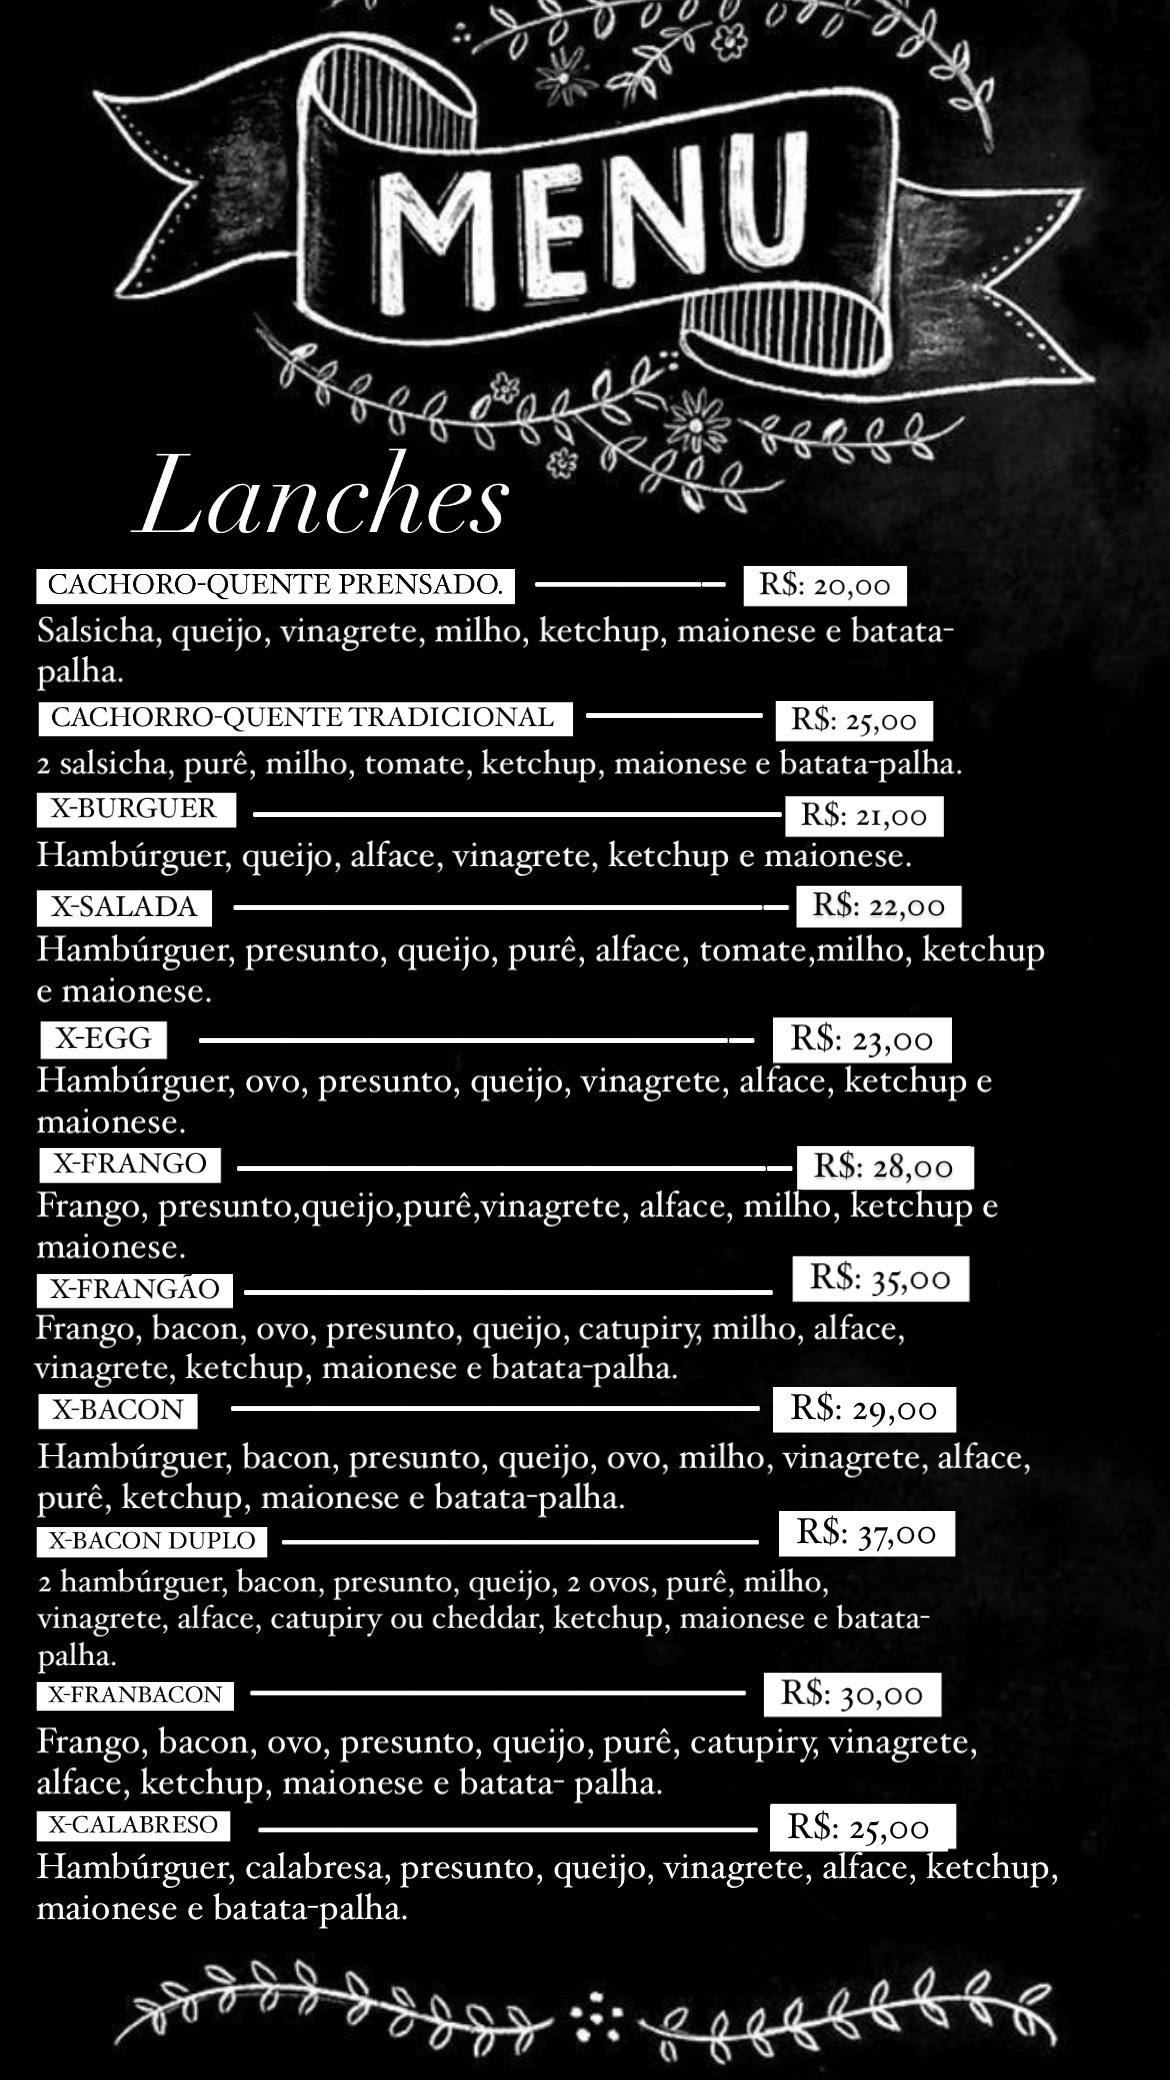 MENU
Lanches
CACHORO-QUENTE PRENSADO. R$: 20,00
Salsicha, queijo, vinagrete, milho, ketchup, maionese e batata-
palha.
CACHORRO-QUENTE TRADICIONAL R$: 25,00
2 salsicha, purê, milho, tomate, ketchup, maionese e batata-palha.
X-BURGUER R$: 21,00
Hambúrguer, queijo, alface, vinagrete, ketchup e maionese.
X-SALADA R$: 22,00
Hambúrguer, presunto, queijo, purê, alface, tomate,milho, ketchup
e maionese.
X-EGG R$: 23,00
Hambúrguer, ovo, presunto, queijo, vinagrete, alface, ketchup e
maionese.
X-FRANGO R$: 28,00
Frango, presunto,queijo,purê,vinagrete, alface, milho, ketchup e
maionese.
X-FRANGÃO R$: 35,00
Frango, bacon, ovo, presunto, queijo, catupiry, milho, alface,
vinagrete, ketchup, maionese e batata-palha.
X-BACON R$: 29,00
Hambúrguer, bacon, presunto, queijo, ovo, milho, vinagrete, alface,
purê, ketchup, maionese e batata-palha.
X-BACON DUPLO R$: 37,00
2 hambúrguer, bacon, presunto, queijo, 2 ovos, purê, milho,
vinagrete, alface, catupiry ou cheddar, ketchup, maionese e batata-
palha.
X-FRANBACON R$: 30,00
Frango, bacon, ovo, presunto, queijo, purê, catupiry, vinagrete,
alface, ketchup, maionese e batata- palha.
X-CALABRESO R$: 25,00
Hambúrguer, calabresa, presunto, queijo, vinagrete, alface, ketchup,
maionese e batata-palha.